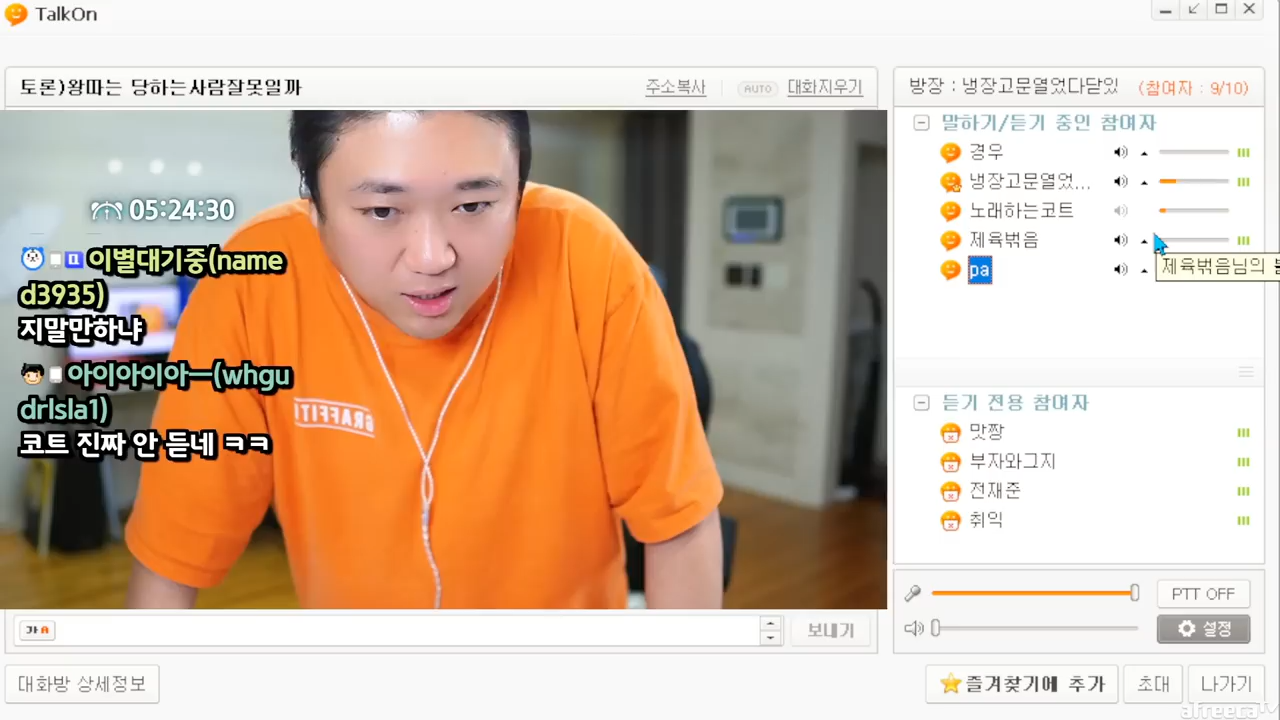 TalkOn
토론)왕따는 당하는사람잘못일까
주소복사
AUTO
대화지우기
05:24:30
이별대기중(name
d3935)
지말만하냐
아이아이아ㅡ(whgu
drlsla1)
코트 진짜 안 듣네 ㅋㅋ
GRAFFITI
가A
보내기
대화방 상세정보
방장 : 냉장고문열었다닫있
(참여자 : 9/10)
말하기/듣기 중인 참여자
경우
냉장고문열었...
노래하는코트
제육볶음
제육볶음님의
pa
듣기 전용 참여자
맛짱
부자와그지
전재준
취익
PTT OFF
설정
즐겨찾기에 추가
초대
나가기
afreecaTV